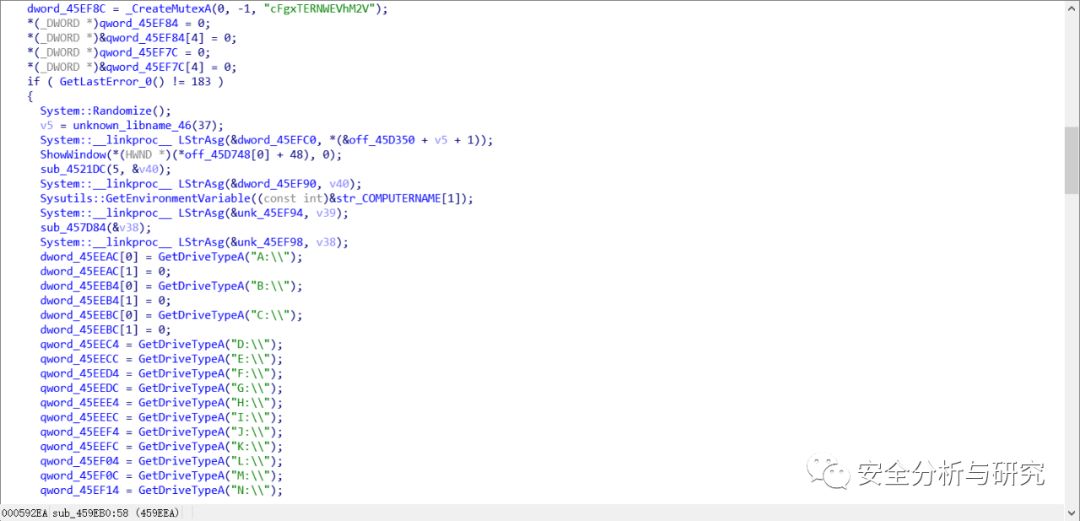 dword_45EF8C = _CreateMutexA(0, -1, "cFgxTERNWEVhM2V");
*(_DWORD *)qword_45EF84 = 0;
*(_DWORD *)&qword_45EF84[4] = 0;
*(_DWORD *)qword_45EF7C = 0;
*(_DWORD *)&qword_45EF7C[4] = 0;
if ( GetLastError_0() != 183 )
{
System::Randomize();
v5 = unknown_libname_46(37);
System::__linkproc__ LStrAsg(&dword_45EFC0, *(&off_45D350 + v5 + 1));
ShowWindow(*(HWND *)(*off_45D748[0] + 48), 0);
sub_4521DC(5, &v40);
System::__linkproc__ LStrAsg(&dword_45EF90, v40);
Sysutils::GetEnvironmentVariable((const int)&str_COMPUTERNAME[1]);
System::__linkproc__ LStrAsg(&unk_45EF94, v39);
sub_457D84(&v38);
System::__linkproc__ LStrAsg(&unk_45EF98, v38);
dword_45EEAC[0] = GetDriveTypeA("A:\\");
dword_45EEAC[1] = 0;
dword_45EEB4[0] = GetDriveTypeA("B:\\");
dword_45EEB4[1] = 0;
dword_45EEBC[0] = GetDriveTypeA("C:\\");
dword_45EEBC[1] = 0;
qword_45EEC4 = GetDriveTypeA("D:\\");
qword_45EECC = GetDriveTypeA("E:\\");
qword_45EED4 = GetDriveTypeA("F:\\");
qword_45EEDC = GetDriveTypeA("G:\\");
qword_45EEE4 = GetDriveTypeA("H:\\");
qword_45EEEC = GetDriveTypeA("I:\\");
qword_45EEF4 = GetDriveTypeA("J:\\");
qword_45EEFC = GetDriveTypeA("K:\\");
qword_45EF04 = GetDriveTypeA("L:\\");
qword_45EF0C = GetDriveTypeA("M:\\");
qword_45EF14 = GetDriveTypeA("N:\\");
安全分析与研究
000592EA sub_459EB0:58 (459EEA)